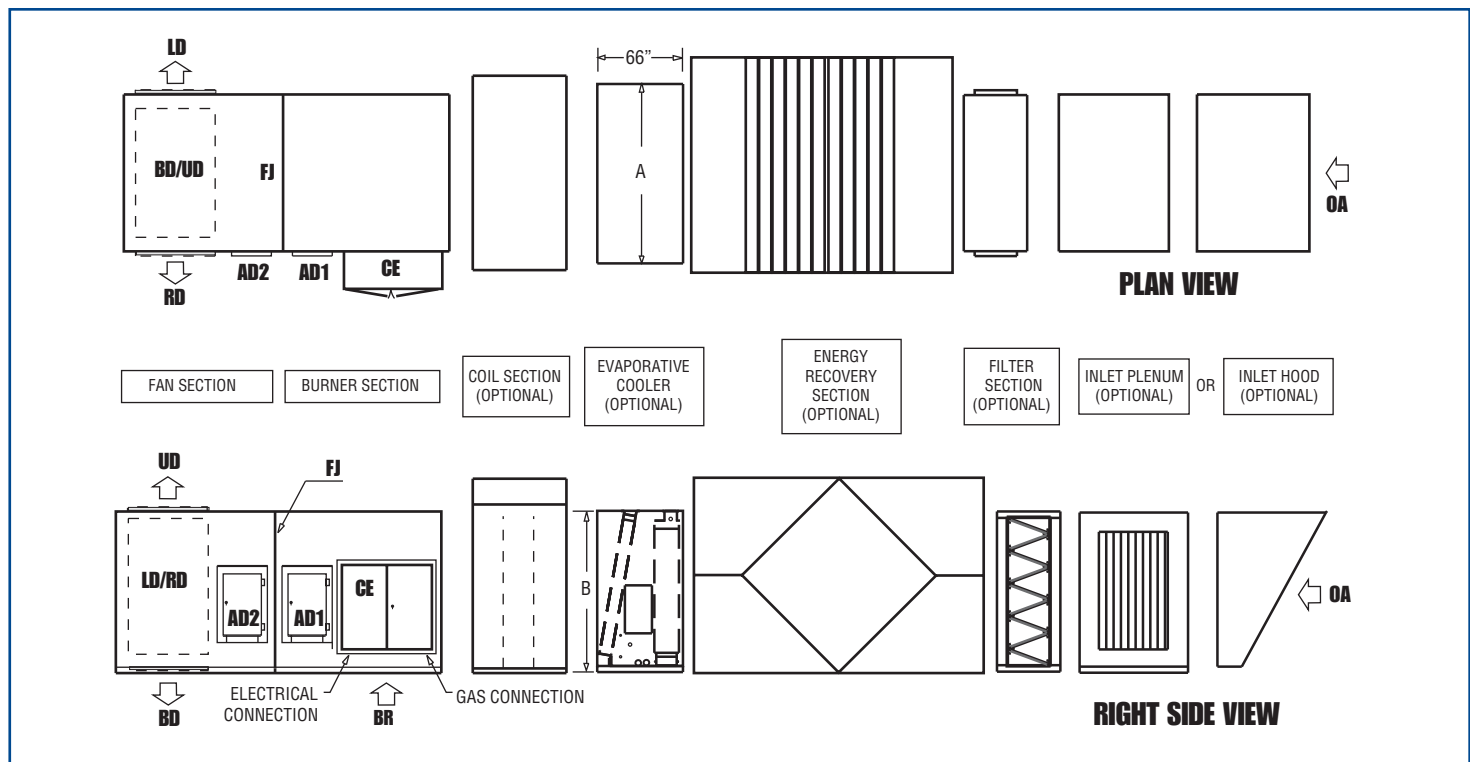 LD
66”
BD/UD
FJ
A
OA
AD2
AD1
CE
RD
PLAN VIEW
FAN SECTION
BURNER SECTION
COIL SECTION
(OPTIONAL)
EVAPORATIVE
COOLER
(OPTIONAL)
ENERGY
RECOVERY
SECTION
(OPTIONAL)
FILTER
SECTION
(OPTIONAL)
INLET PLENUM
(OPTIONAL)
OR
INLET HOOD
(OPTIONAL)
UD
FJ
LD/RD
AD2
AD1
CE
B
OA
BD
ELECTRICAL
CONNECTION
BR
GAS CONNECTION
RIGHT SIDE VIEW